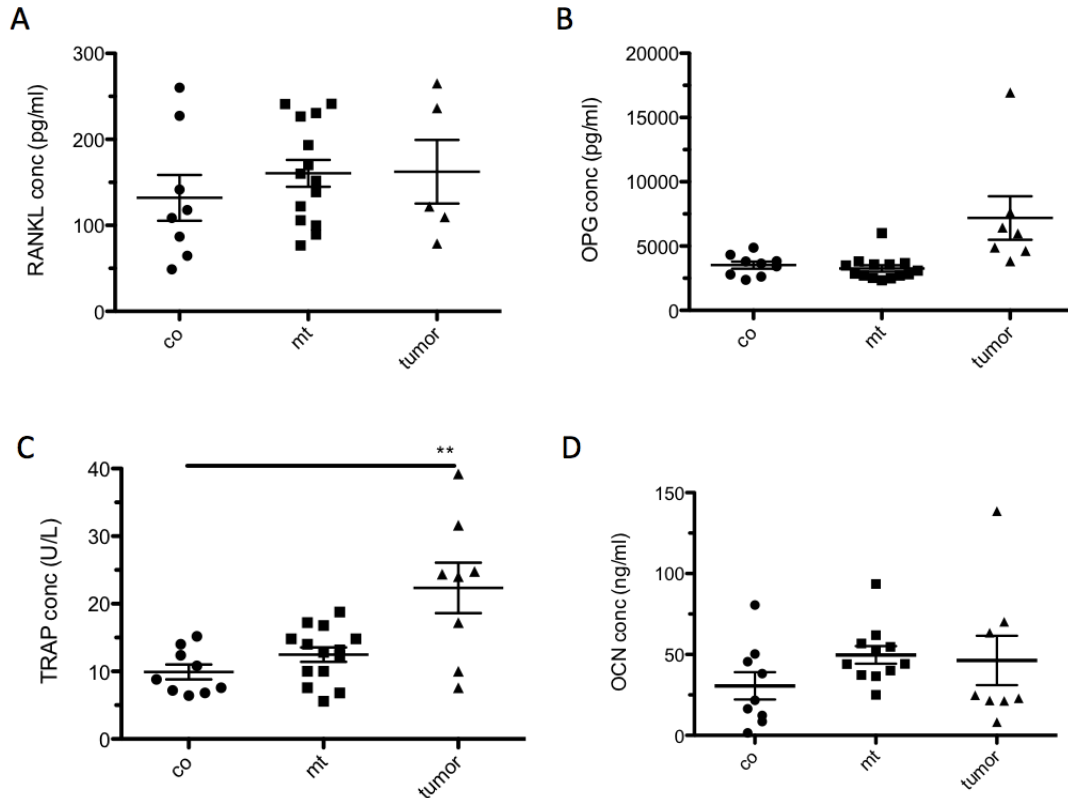 A
RANKL conc (pg/ml)
300
200
100
0
co
mt
tumor
B
OPG conc (pg/ml)
20000
15000
10000
5000
0
co
mt
tumor
C
TRAP conc (U/L)
40
30
20
10
0
**
co
mt
tumor
D
OCN conc (ng/ml)
150
100
50
0
co
mt
tumor